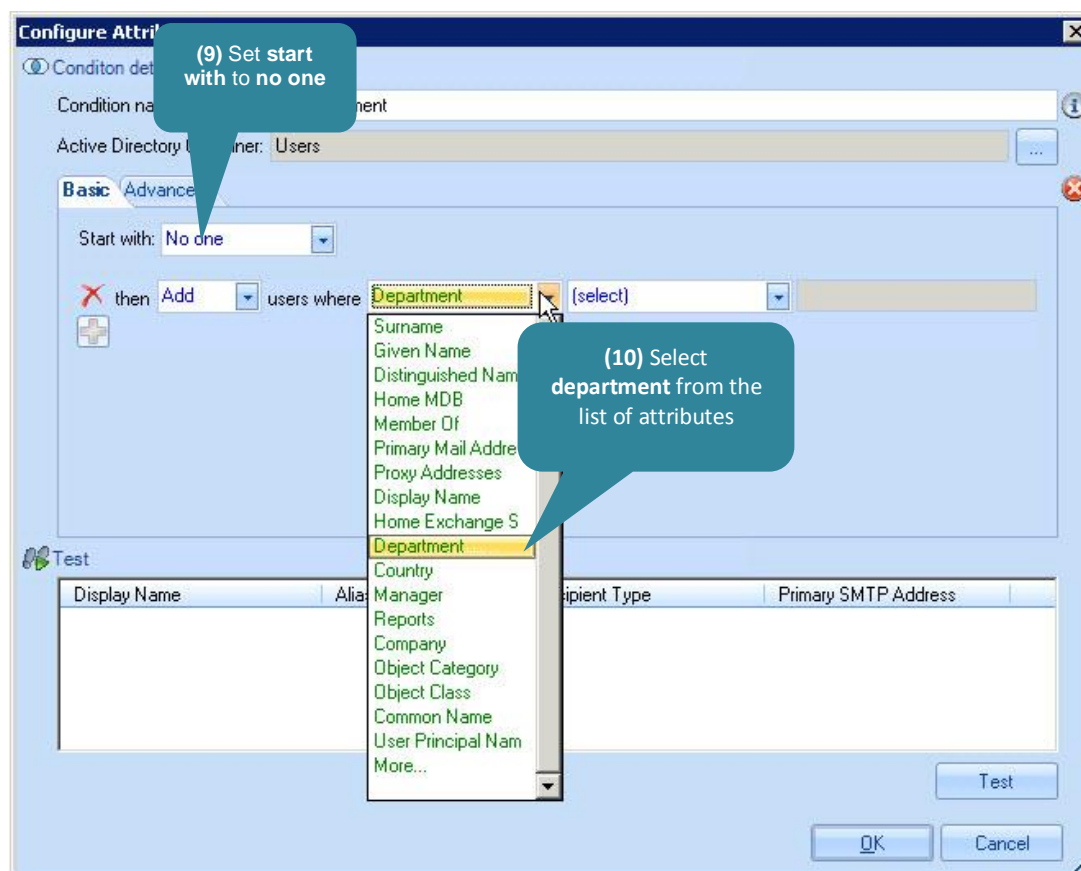 Configure Attri
(9) Set start
with to no one
Conditon det
Condition na
ment
Active Directory
iner: Users
...
Basic
Advance
Start with: No one
then Add users where Department (select)
Surname
Given Name
Distinguished Nam
Home MDB
Member Of
Primary Mail Addre
Proxy Addresses
Display Name
Home Exchange S
Department
Country
Manager
Reports
Company
Object Category
Object Class
Common Name
User Principal Nam
More...
(10) Select
department from the
list of attributes
Test
Display Name Alia cipient Type Primary SMTP Address
Test
OK Cancel